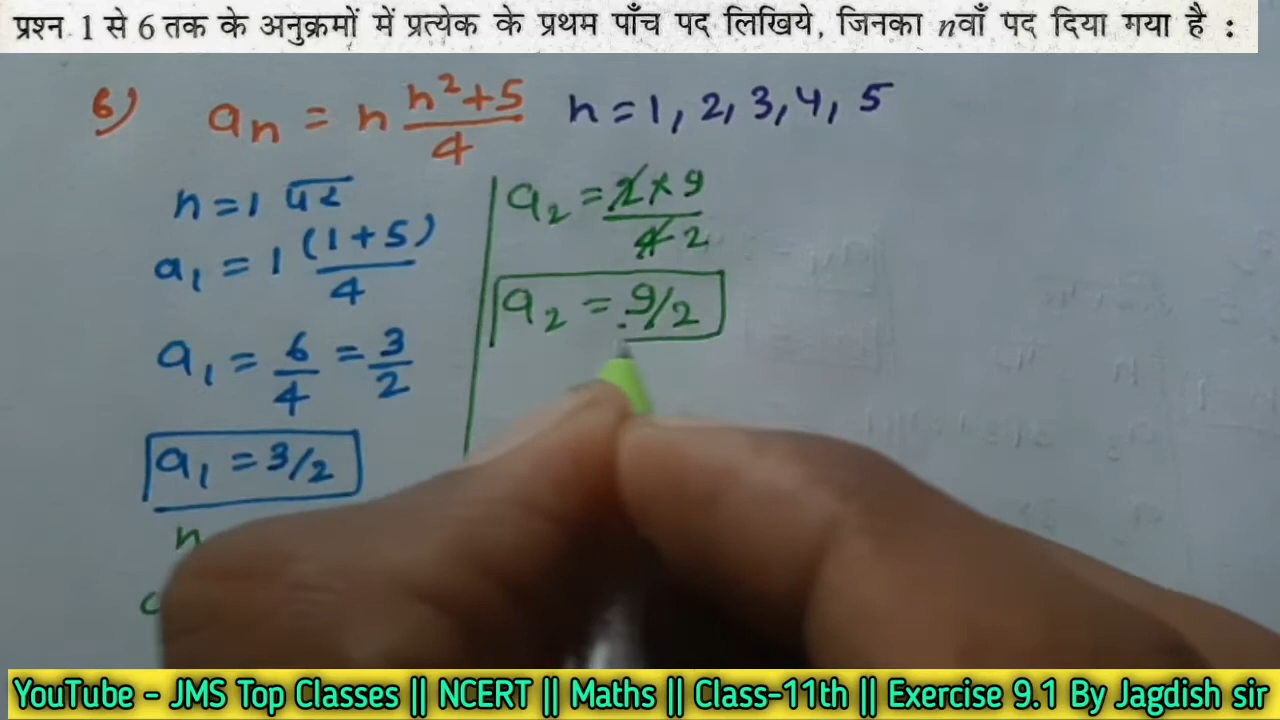 प्रश्न 1 से 6 तक के अनुक्रमों में प्रत्येक के प्रथम पाँच पद लिखिये, जिनका nवाँ पद दिया गया है :
6) aₙ = n (n²+5)/4 n = 1, 2, 3, 4, 5
n = 1 पर
a₁ = 1 (1+5)/4
a₁ = 6/4 = 3/2
a₁ = 3/2
n
a₂ = 2×9/4 2
a₂ = 9/2
YouTube - JMS Top Classes || NCERT || Maths || Class-11th || Exercise 9.1 By Jagdish sir